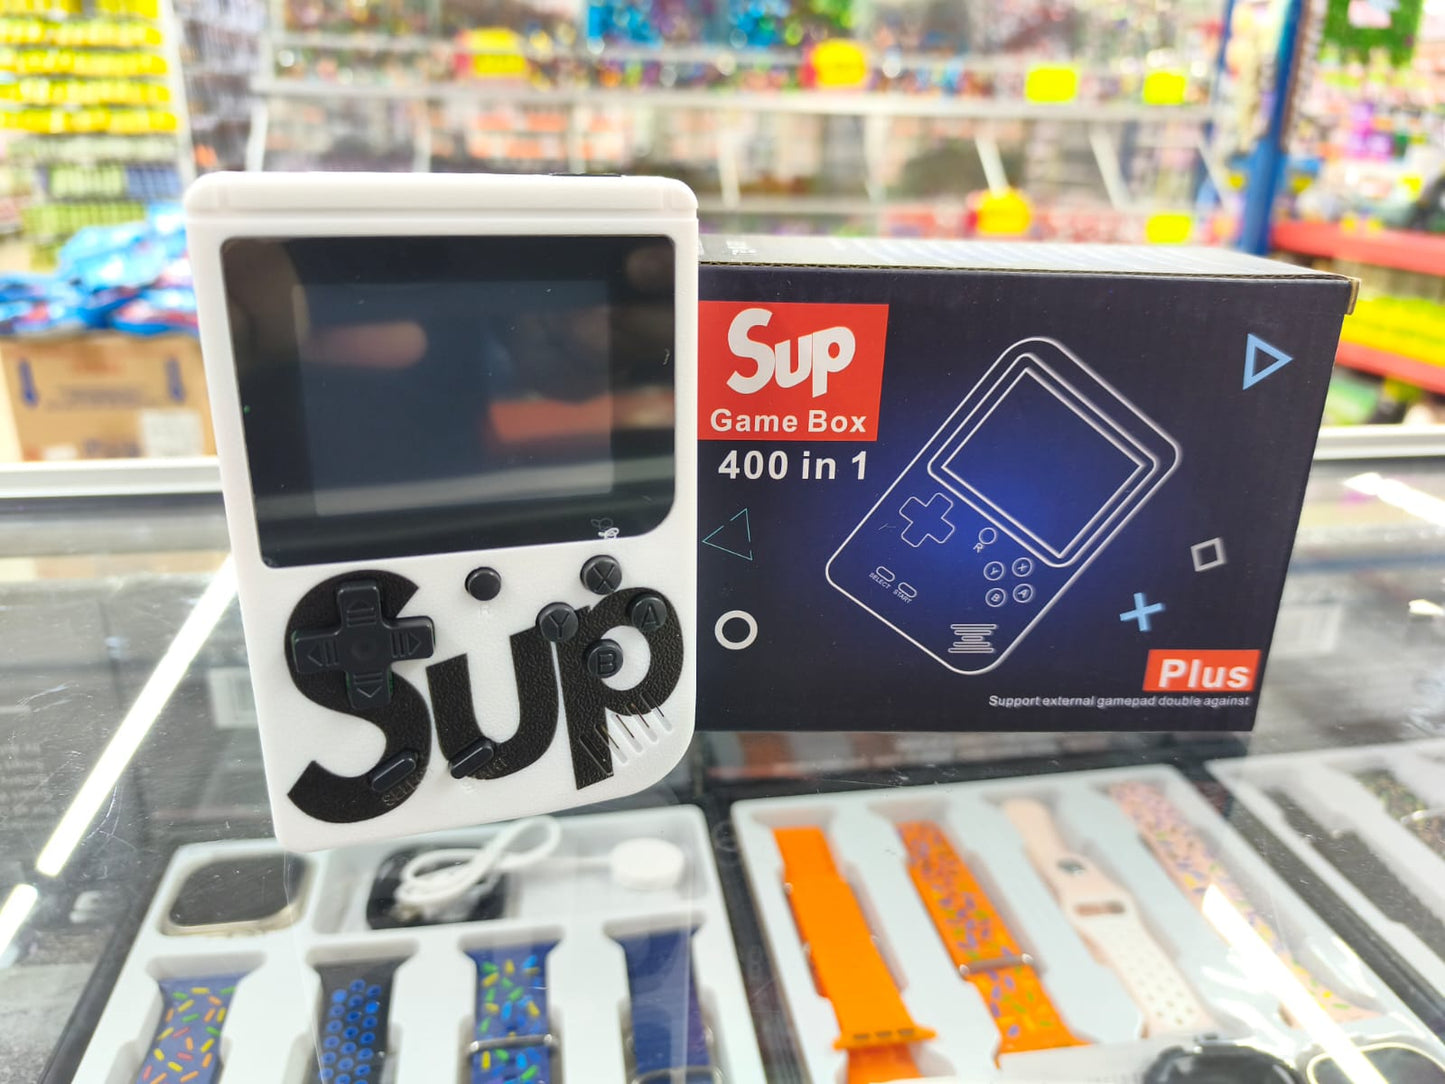 Sup
X
Y
A
B
R
Sup
Game Box
400 in 1
R
Y
X
B
A
SELECT
START
Plus
Support external gamepad double against